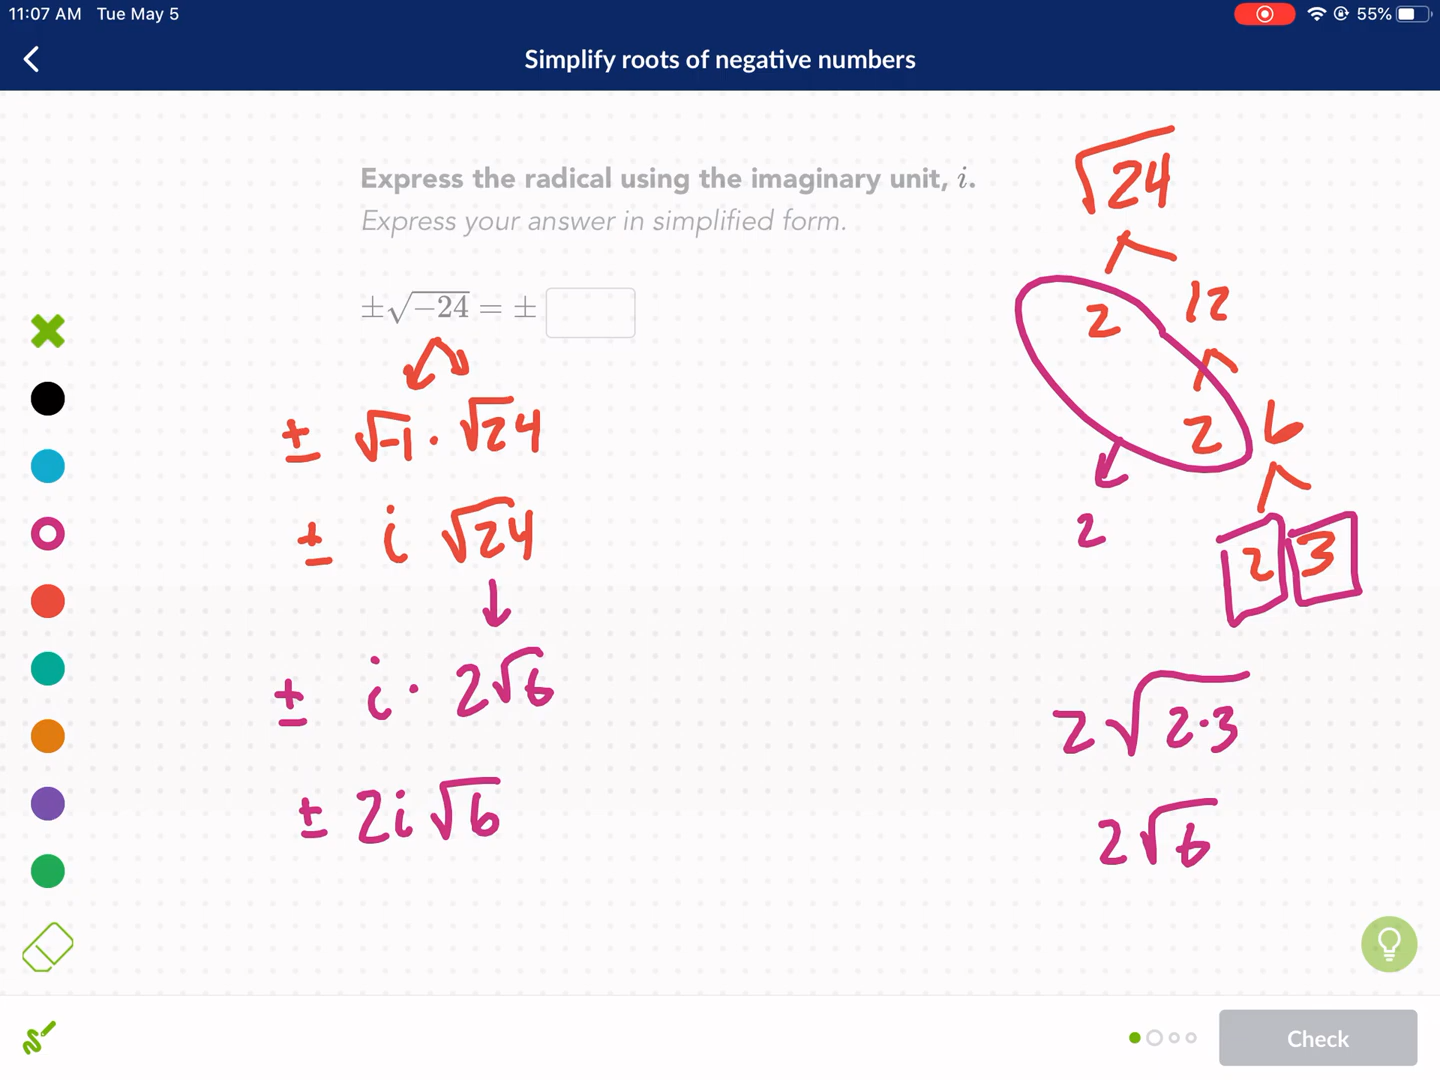 11:07 AM Tue May 5
55%
Simplify roots of negative numbers
Express the radical using the imaginary unit, i.
Express your answer in simplified form.
±√−24 = ±
± √-1 · √24
± i √24
± i · 2√6
± 2i √6
√24
2 12
2 6
2
2 3
2 √2·3
2 √6
Check